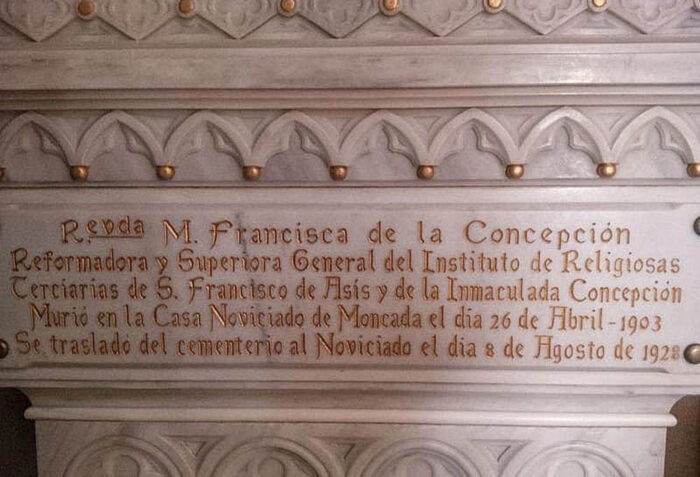 Revda M. Francisca de la Concepción
Reformadora y Superiora General del Instituto de Religiosas
Terciarias de S. Francisco de Asís y de la Inmaculada Concepción
Murió en la Casa Noviciado de Moncada el dia 26 de Abril-1903
Se trasladó del cementerio al Noviciado el dia 8 de Agosto de 1928